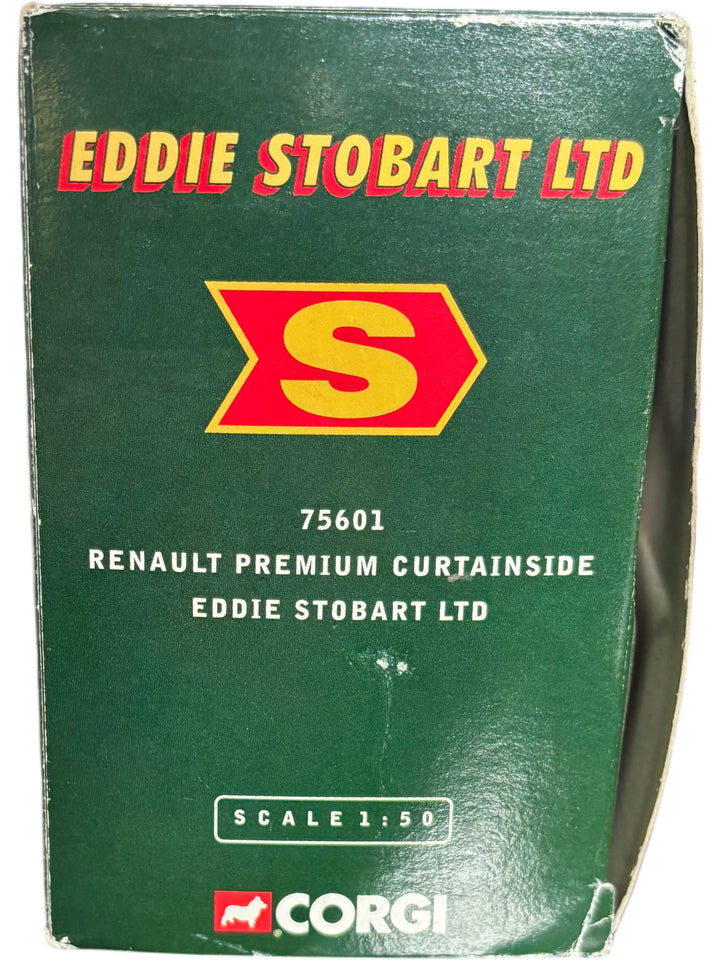 EDDIE STOBART LTD
S
75601
RENAULT PREMIUM CURTAINSIDE
EDDIE STOBART LTD
SCALE 1:50
CORGI